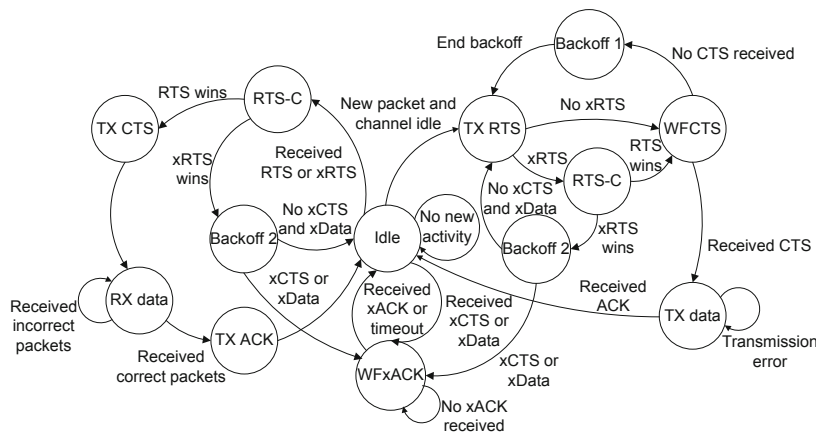 Backoff 1
End backoff
No CTS received
RTS wins
RTS-C
New packet and
channel idle
No xRTS
TX CTS
TX RTS
WFCTS
xRTS
wins
Received
RTS or xRTS
xRTS
RTS
wins
RTS-C
No xCTS
and xData
No xCTS
and xData
Backoff 2
Idle
No new
activity
Backoff 2
xRTS
wins
Received CTS
xCTS or
xData
Received
xACK or
timeout
Received
xCTS or
xData
Received
ACK
Received
incorrect
packets
RX data
TX ACK
TX data
Transmission
error
Received
correct packets
xCTS or
xData
WFxACK
No xACK
received